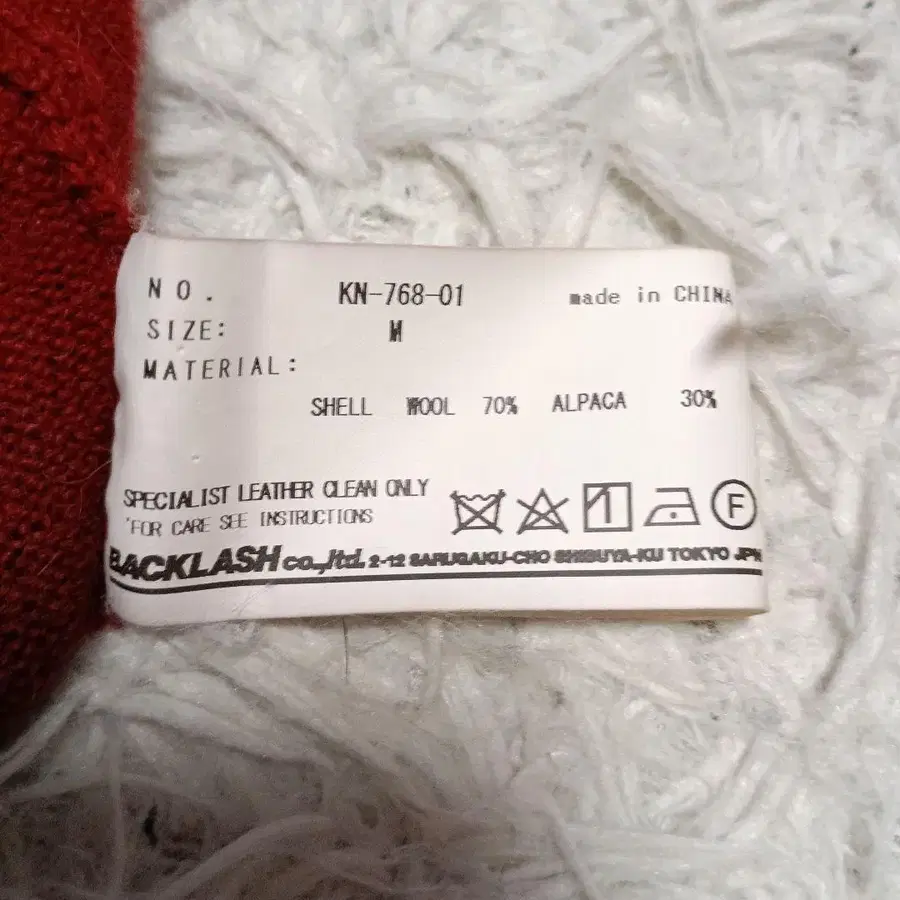 NO. KN-768-01 made in CHINA
SIZE: M
MATERIAL:
SHELL WOOL 70% ALPACA 30%
SPECIALIST LEATHER CLEAN ONLY
*FOR CARE SEE INSTRUCTIONS
F
BACKLASH co.,ltd. 2-12 SARUGAKU-CHO SHIBUYA-KU TOKYO JPN